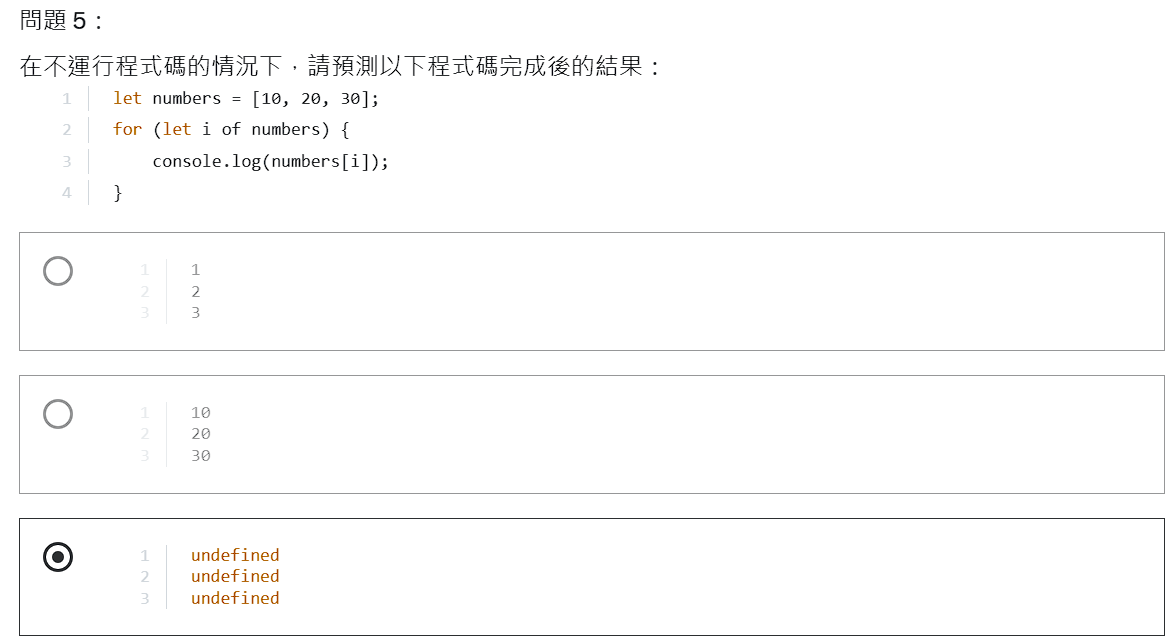 問題 5：
在不運行程式碼的情況下，請預測以下程式碼完成後的結果：
1 let numbers = [10, 20, 30];
2 for (let i of numbers) {
3 console.log(numbers[i]);
4 }
1 1
2 2
3 3
1 10
2 20
3 30
1 undefined
2 undefined
3 undefined